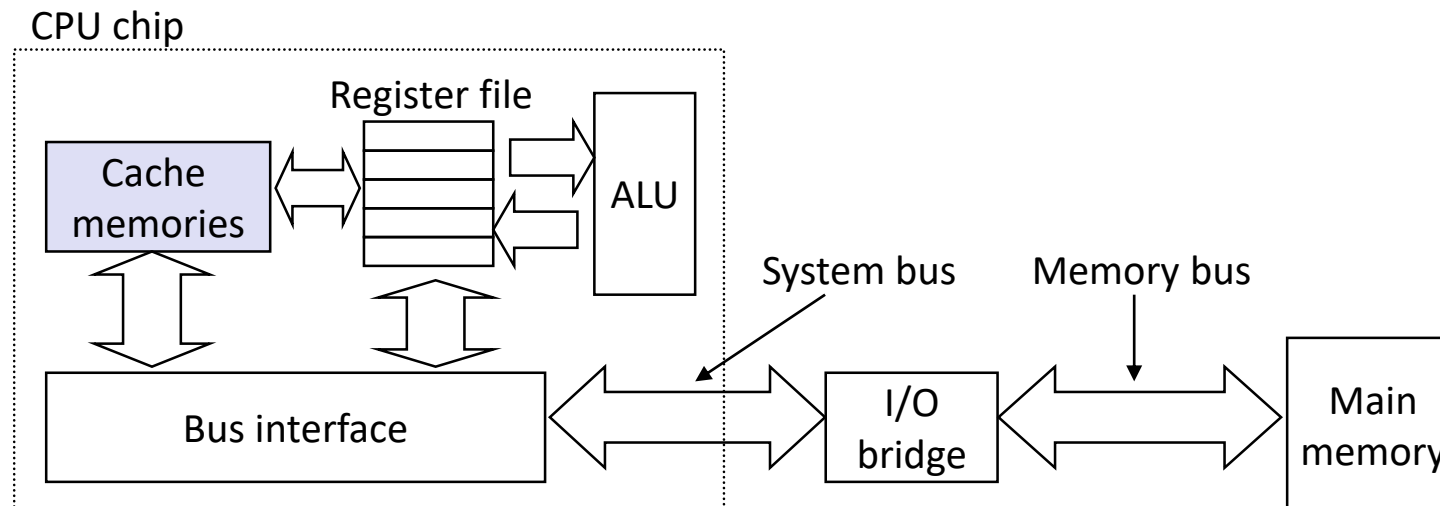 CPU chip
Register file
Cache
memories
ALU
System bus
Memory bus
Bus interface
I/O
bridge
Main
memory